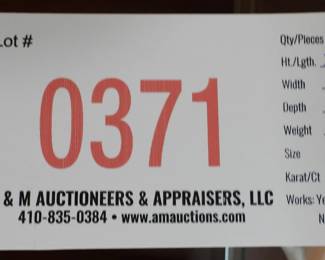 Lot #
0371
& M AUCTIONEERS & APPRAISERS, LLC
410-835-0384 • www.amauctions.com
Qty/Pieces
Ht./Lgth.
Width
Depth
Weight
Size
Karat/Ct
Works: Ye
N